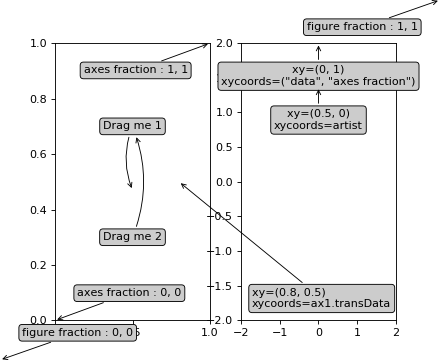 figure fraction : 1, 1
1.0
2.0
axes fraction : 1, 1
xy=(0, 1)
xycoords=("data", "axes fraction")
0.8
1.0
xy=(0.5, 0)
xycoords=artist
Drag me 1
0.6
0.5
0.0
0.4
−0.5
Drag me 2
−1.0
0.2
axes fraction : 0, 0
−1.5
xy=(0.8, 0.5)
xycoords=ax1.transData
0.0
−2.0
figure fraction : 0, 0
1.0
−2 −1 0 1 2